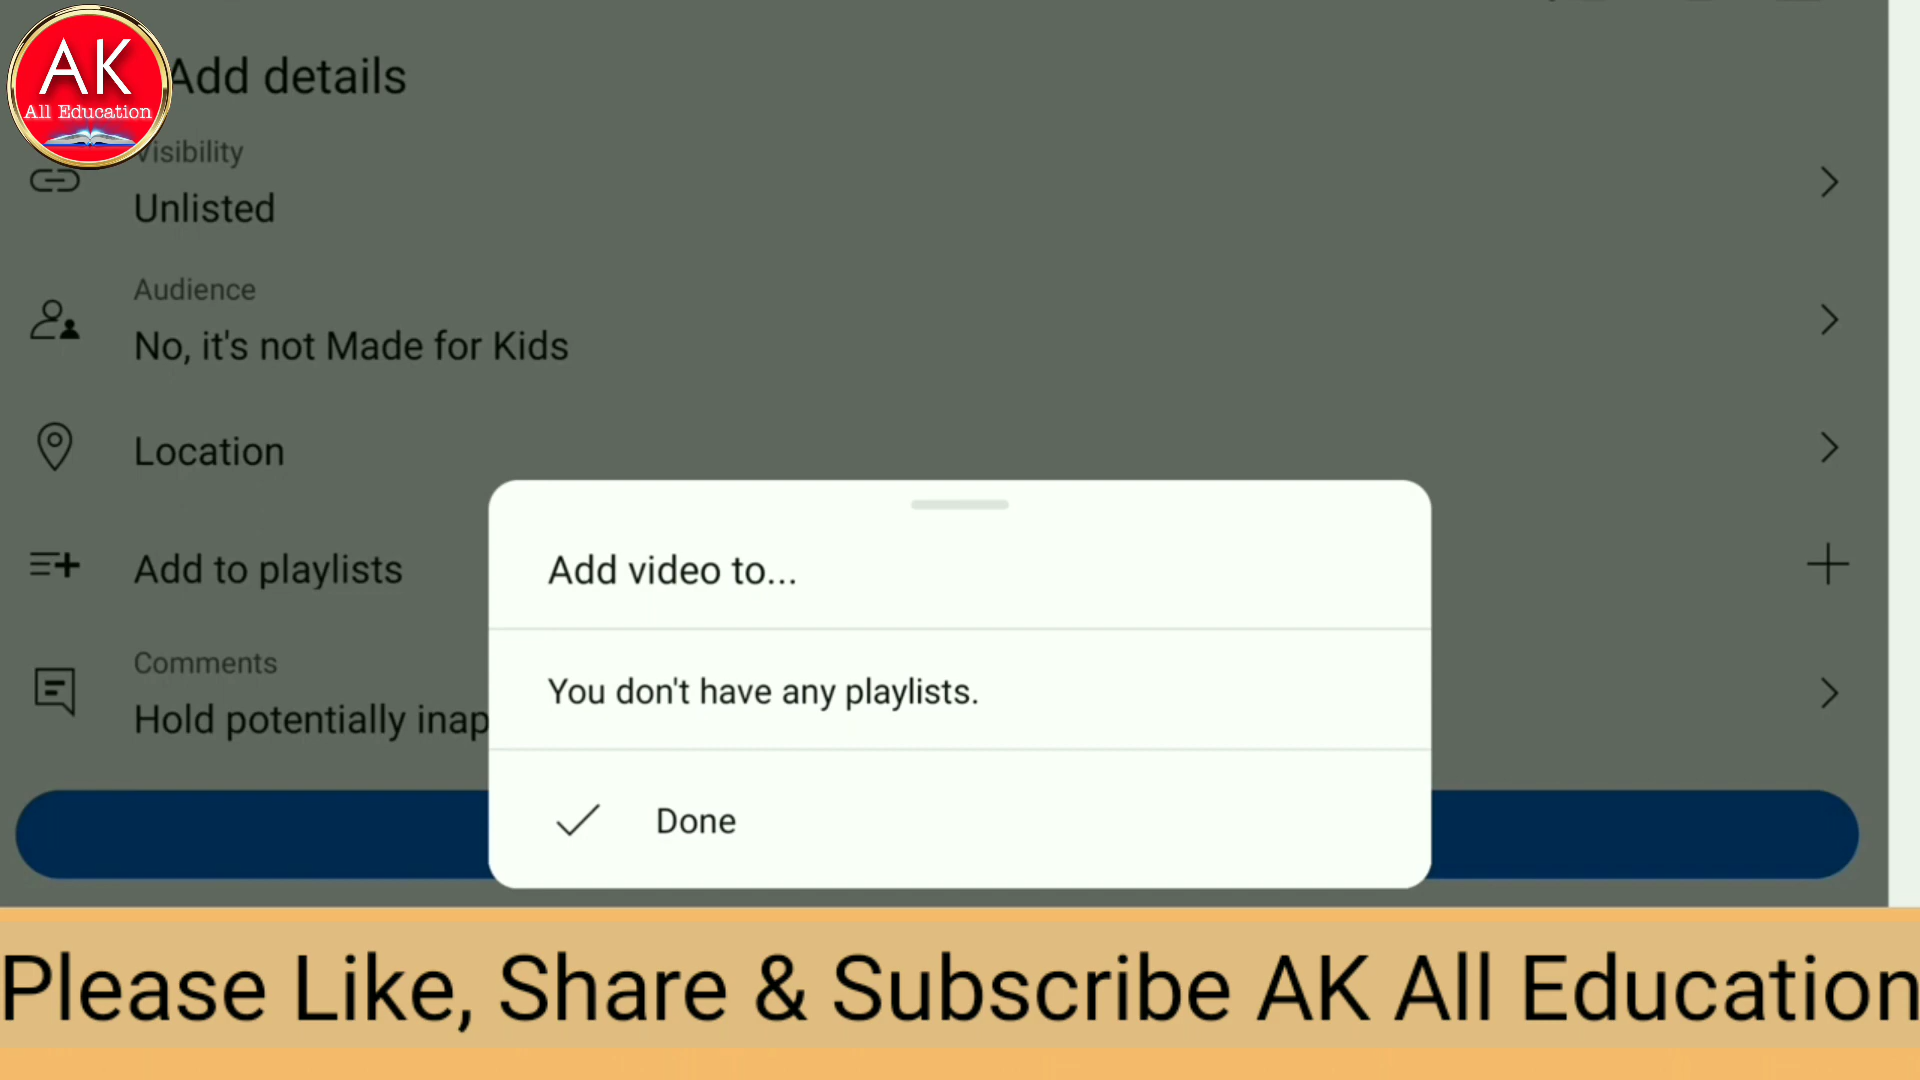 AK
All Education
Add details
Visibility
Unlisted
Audience
No, it's not Made for Kids
Location
Add to playlists
Comments
Hold potentially inap
Add video to...
You don't have any playlists.
Done
Please Like, Share & Subscribe AK All Education